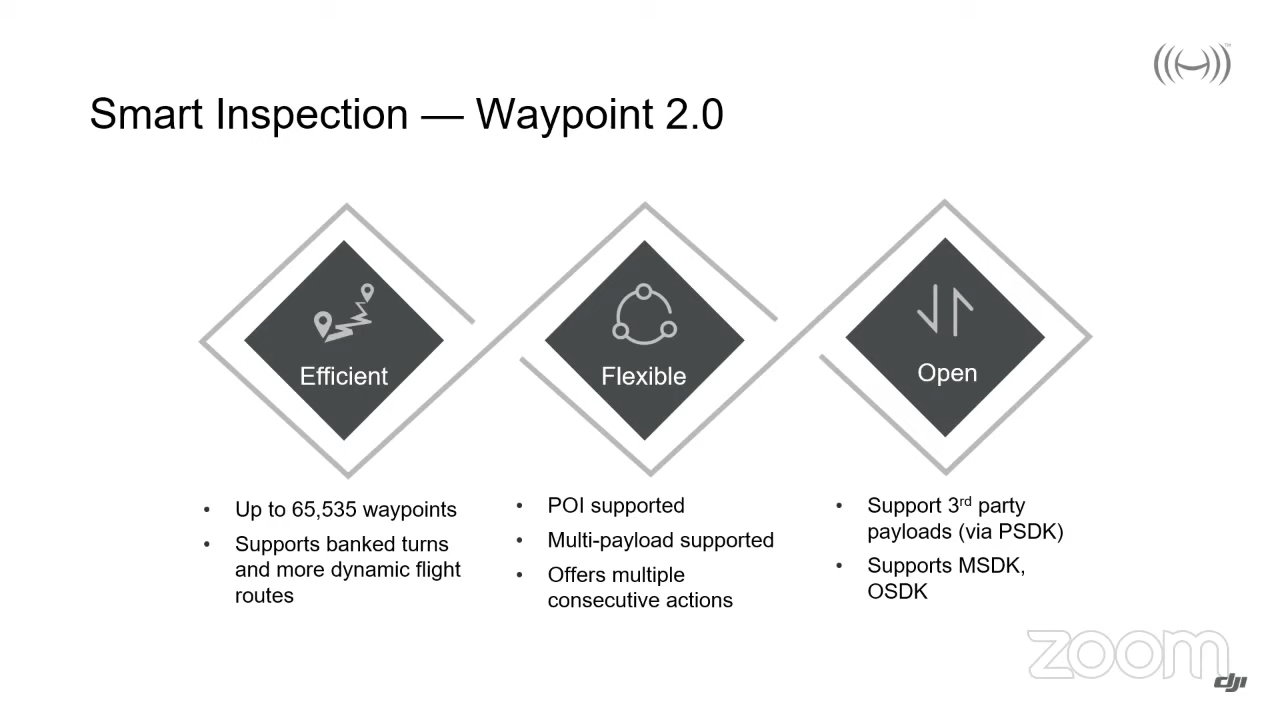 Smart Inspection — Waypoint 2.0
Efficient
Flexible
Open
• Up to 65,535 waypoints
• Supports banked turns
and more dynamic flight
routes
• POI supported
• Multi-payload supported
• Offers multiple
consecutive actions
• Support 3rd party
payloads (via PSDK)
• Supports MSDK,
OSDK
zoom
dji